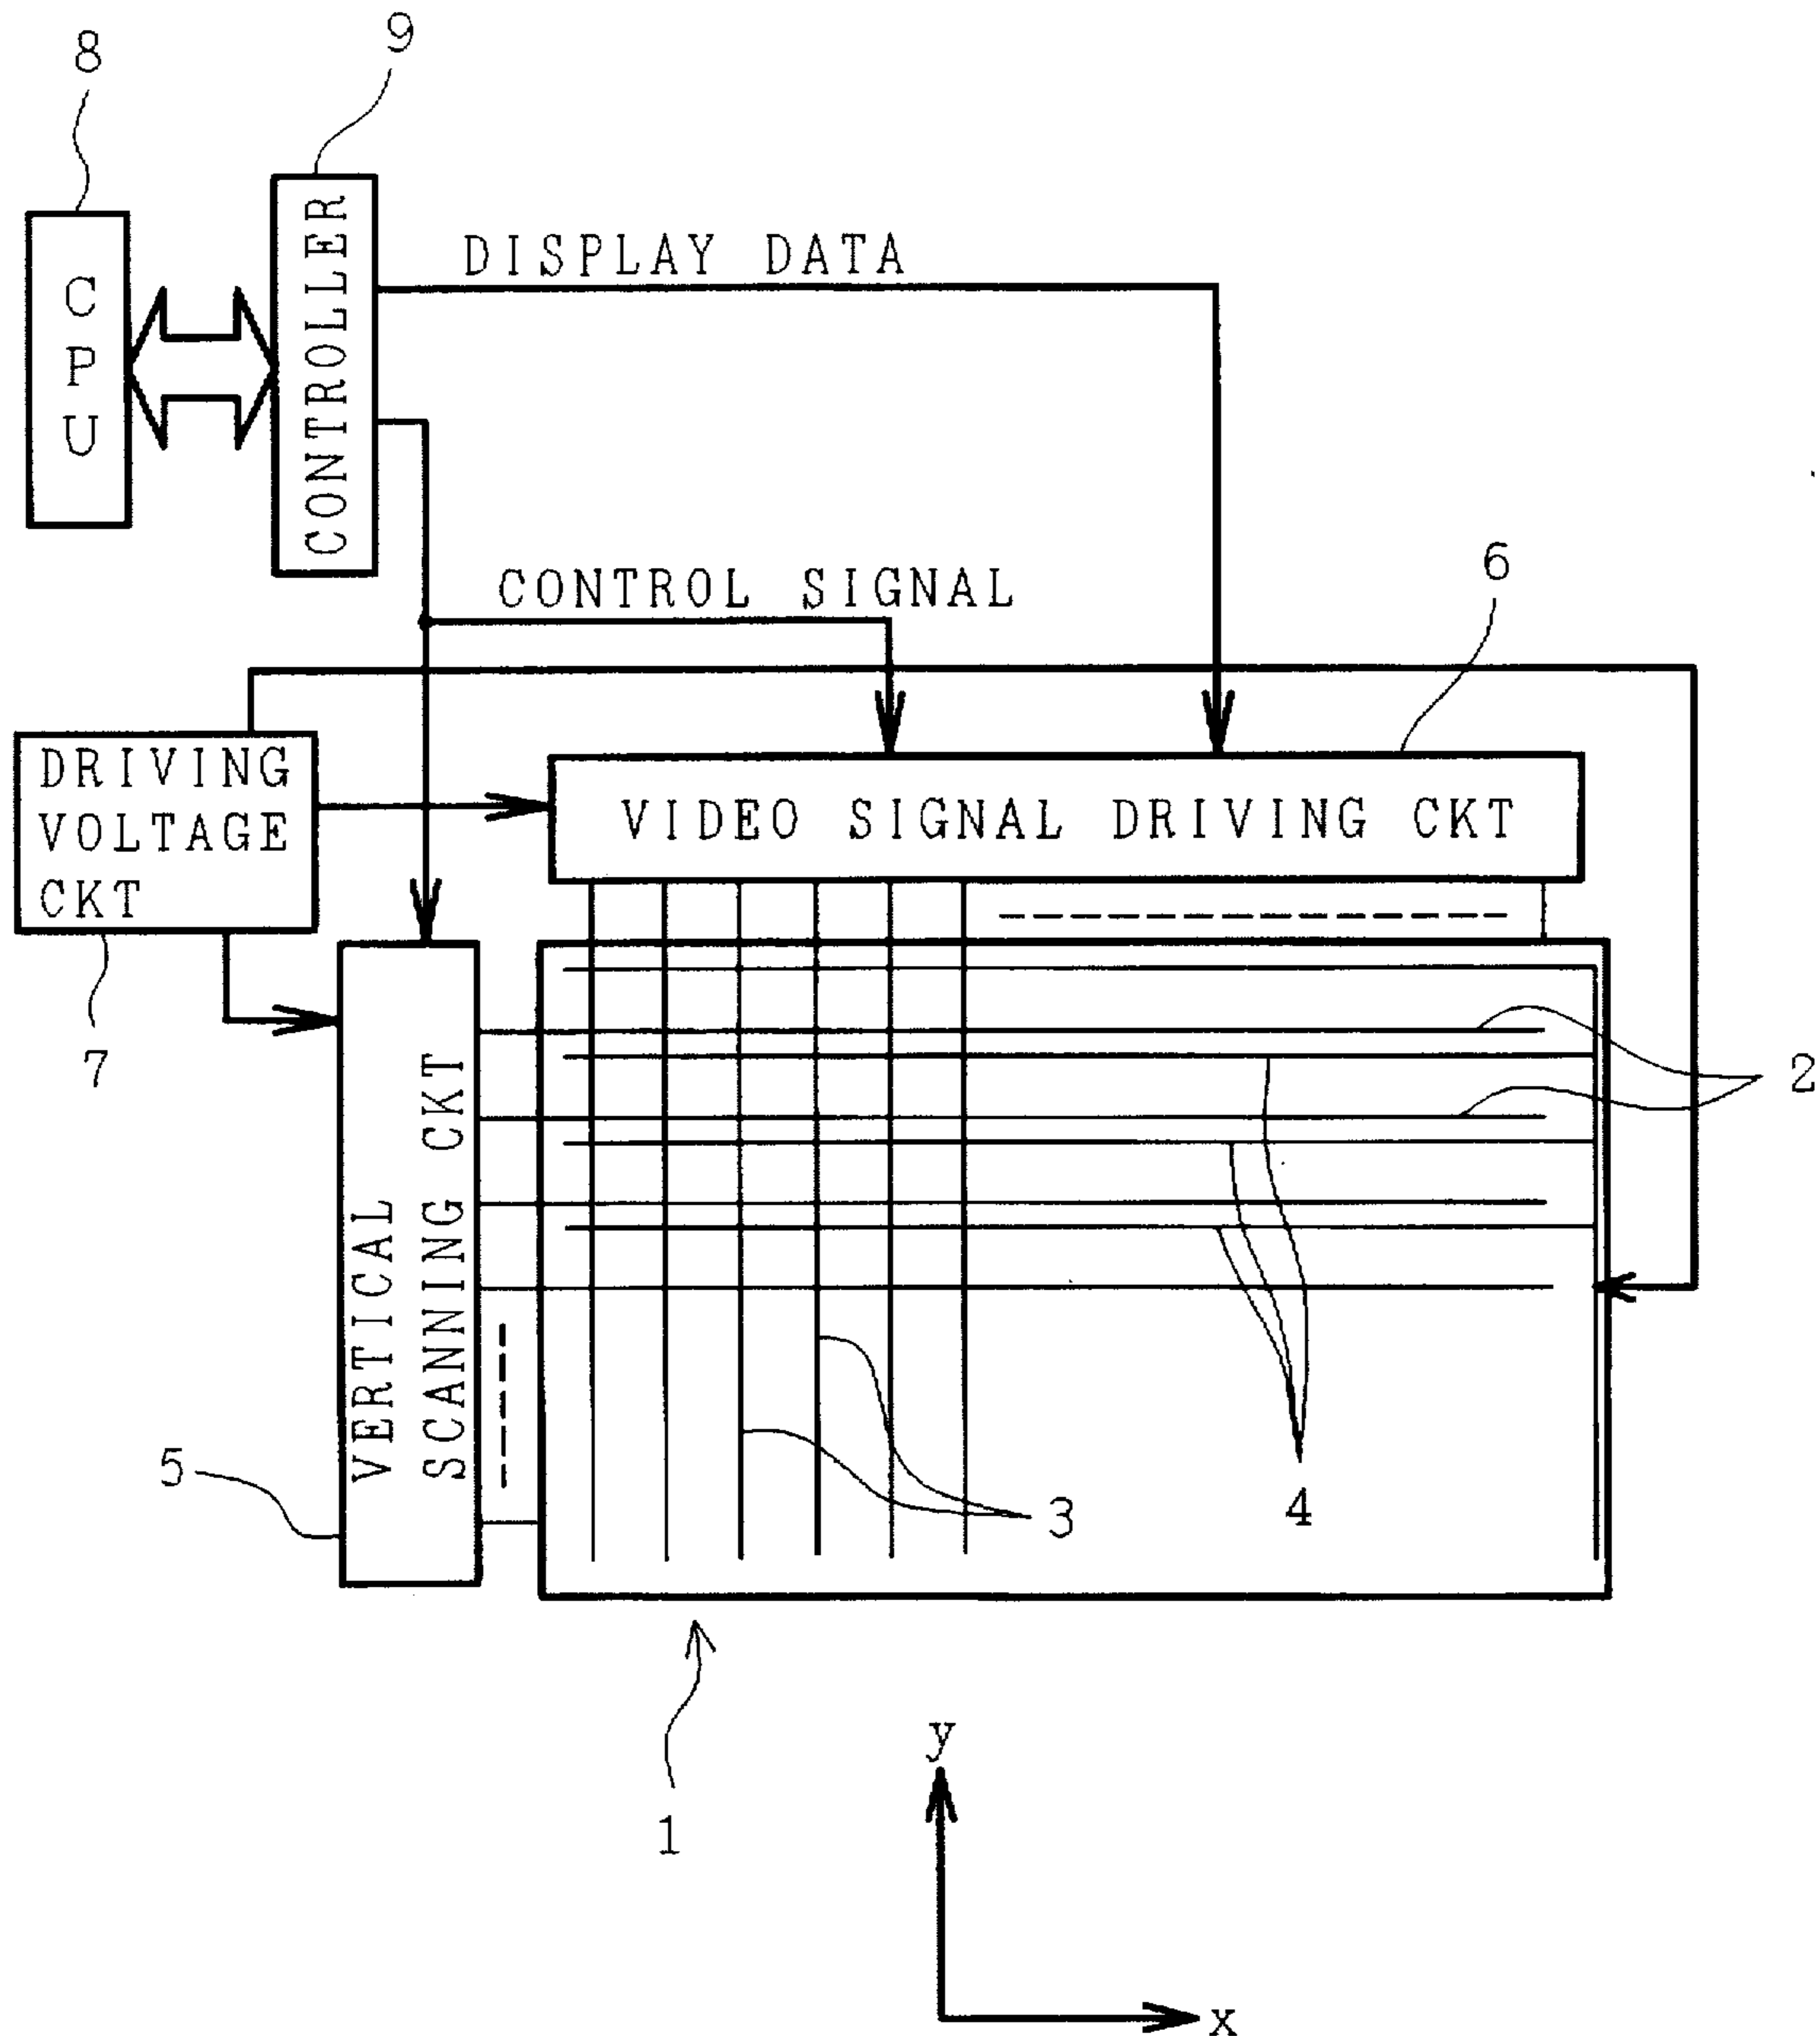 8
9
CPU
CONTROLLER
DISPLAY DATA
CONTROL SIGNAL
6
DRIVING
VOLTAGE
CKT
VIDEO SIGNAL DRIVING CKT
7
2
VERTICAL
SCANNING CKT
5
3
4
1
y
x